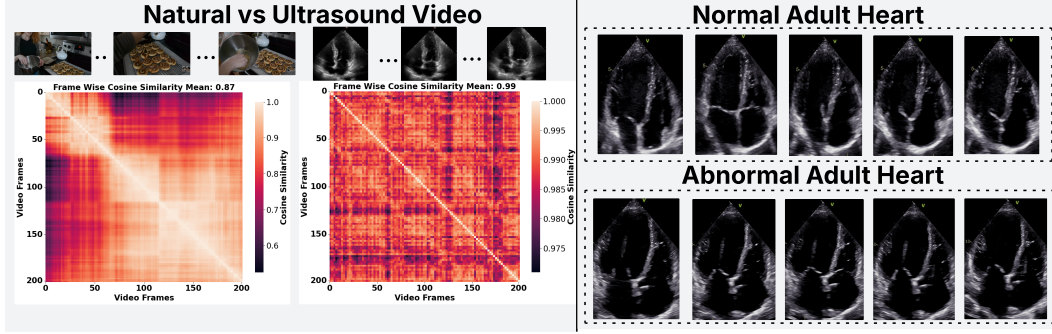 Natural vs Ultrasound Video
Frame Wise Cosine Similarity Mean: 0.87
0
50
100
150
200
Video Frames
0 50 100 150 200
Video Frames
1.0
0.9
0.8
0.7
0.6
Cosine Similarity
Frame Wise Cosine Similarity Mean: 0.99
0
50
100
150
200
Video Frames
0 50 100 150 200
Video Frames
1.000
0.995
0.990
0.985
0.980
0.975
Cosine Similarity
Normal Adult Heart
V
V
V
V
V
Abnormal Adult Heart
V
V
V
V
V